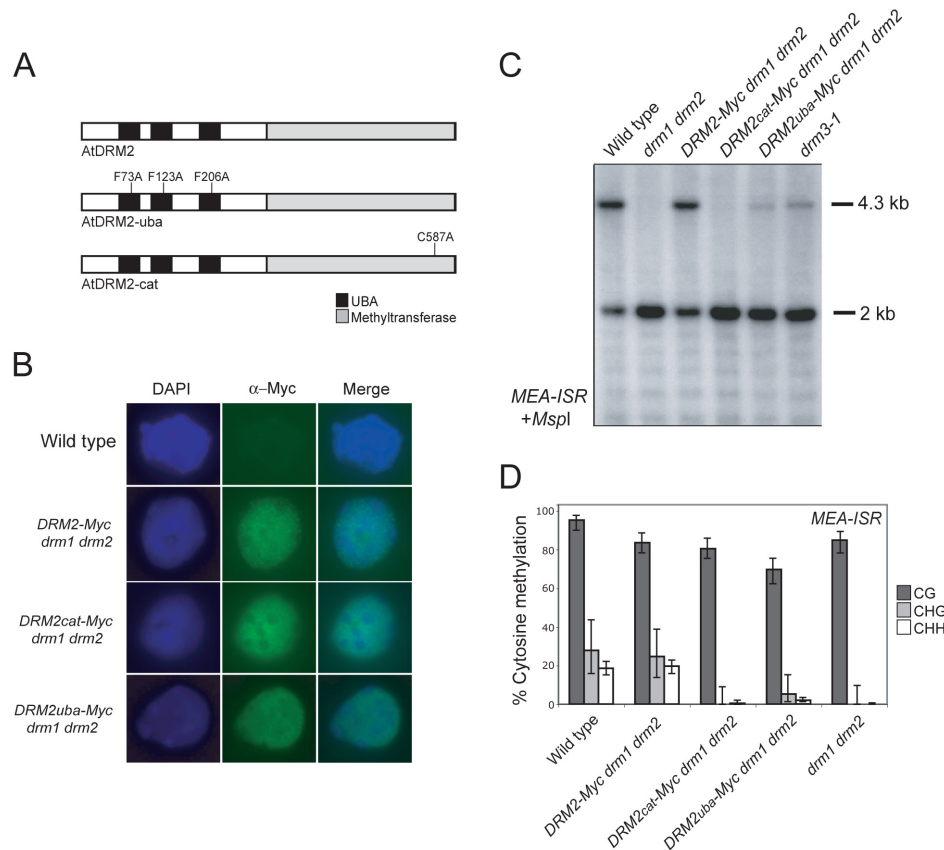 A
AtDRM2
F73A F123A F206A
AtDRM2-uba
C587A
AtDRM2-cat
UBA
Methyltransferase
B
DAPI α–Myc Merge
Wild type
DRM2-Myc
drm1 drm2
DRM2cat-Myc
drm1 drm2
DRM2uba-Myc
drm1 drm2
C
Wild type
drm1 drm2
DRM2-Myc drm1 drm2
DRM2cat-Myc drm1 drm2
DRM2uba-Myc drm1 drm2
drm3-1
4.3 kb
2 kb
MEA-ISR
+MspI
D
MEA-ISR
% Cytosine methylation
100
80
60
40
20
0
CG
CHG
CHH
Wild type
DRM2-Myc drm1 drm2
DRM2cat-Myc drm1 drm2
DRM2uba-Myc drm1 drm2
drm1 drm2